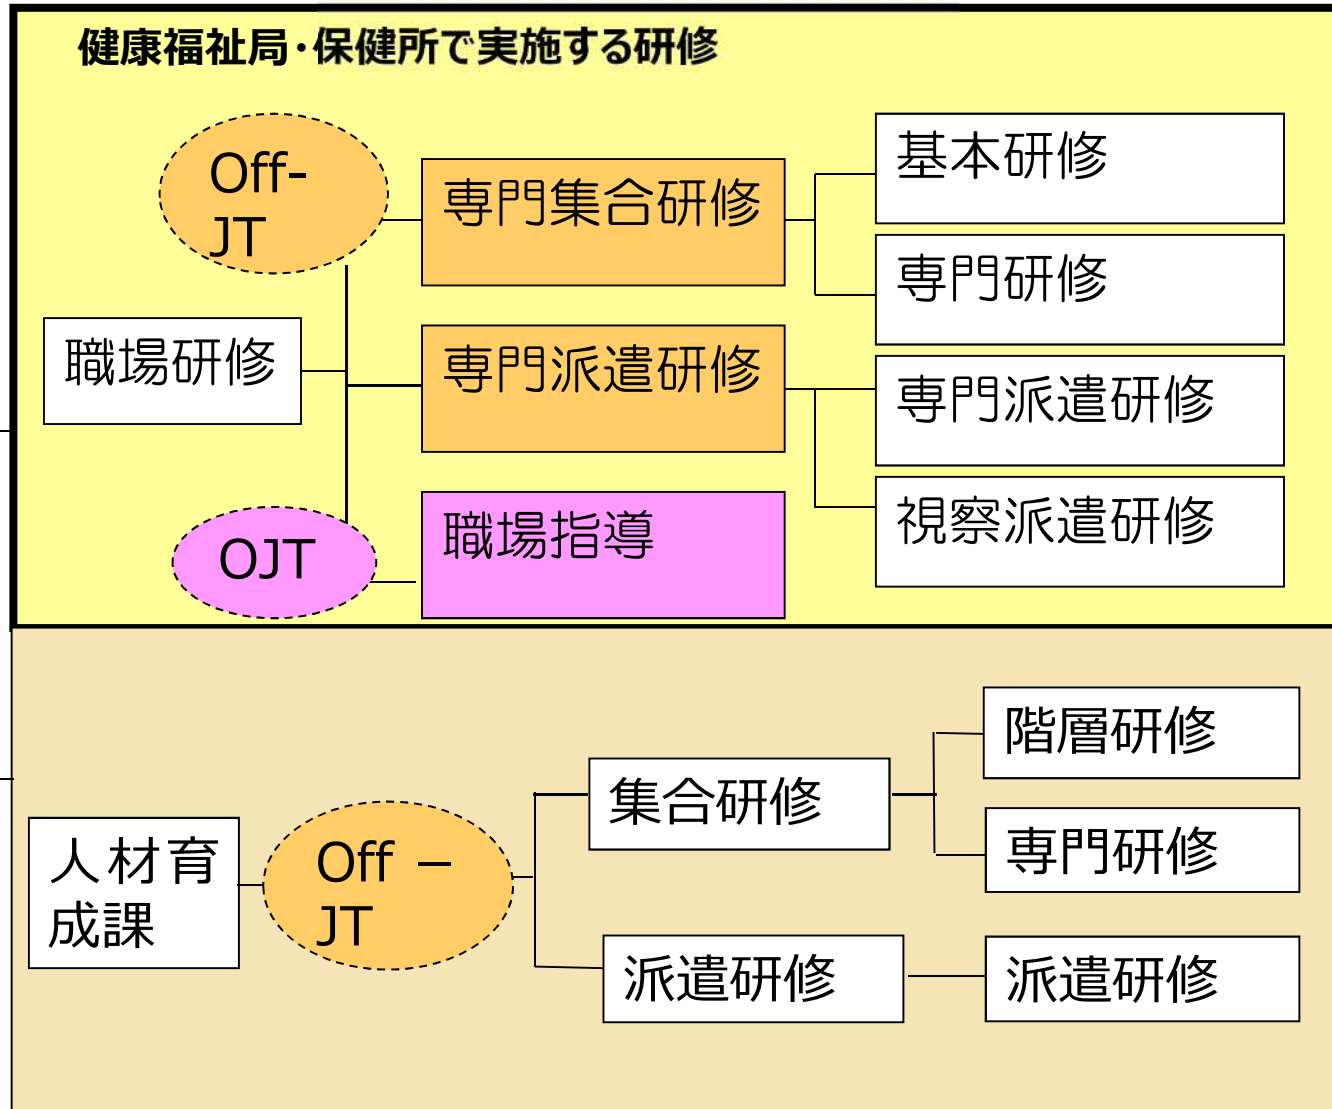 健康福祉局・保健所で実施する研修
Off-
JT
専門集合研修
基本研修
専門研修
職場研修
専門派遣研修
専門派遣研修
視察派遣研修
OJT
職場指導
階層研修
集合研修
専門研修
人材育
成課
Off －
JT
派遣研修
派遣研修